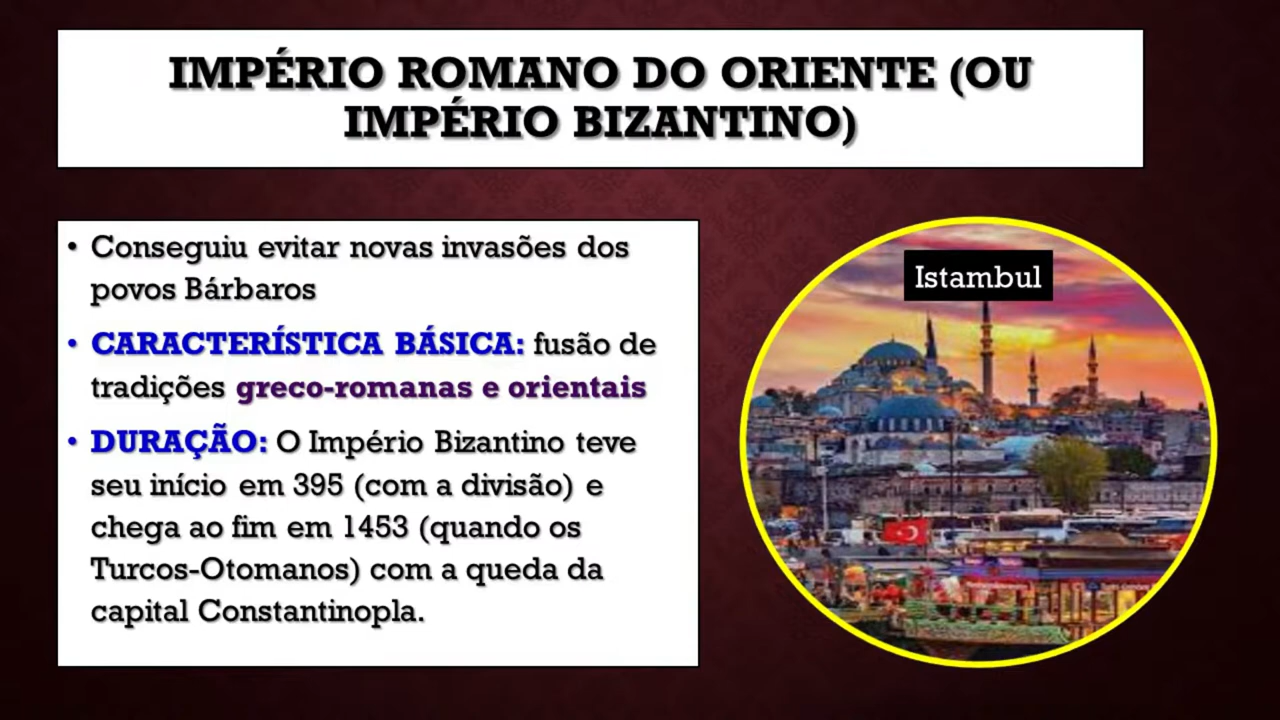 IMPÉRIO ROMANO DO ORIENTE (OU
IMPÉRIO BIZANTINO)
• Conseguiu evitar novas invasões dos
povos Bárbaros
• CARACTERÍSTICA BÁSICA: fusão de
tradições greco-romanas e orientais
• DURAÇÃO: O Império Bizantino teve
seu início em 395 (com a divisão) e
chega ao fim em 1453 (quando os
Turcos-Otomanos) com a queda da
capital Constantinopla.
Istambul